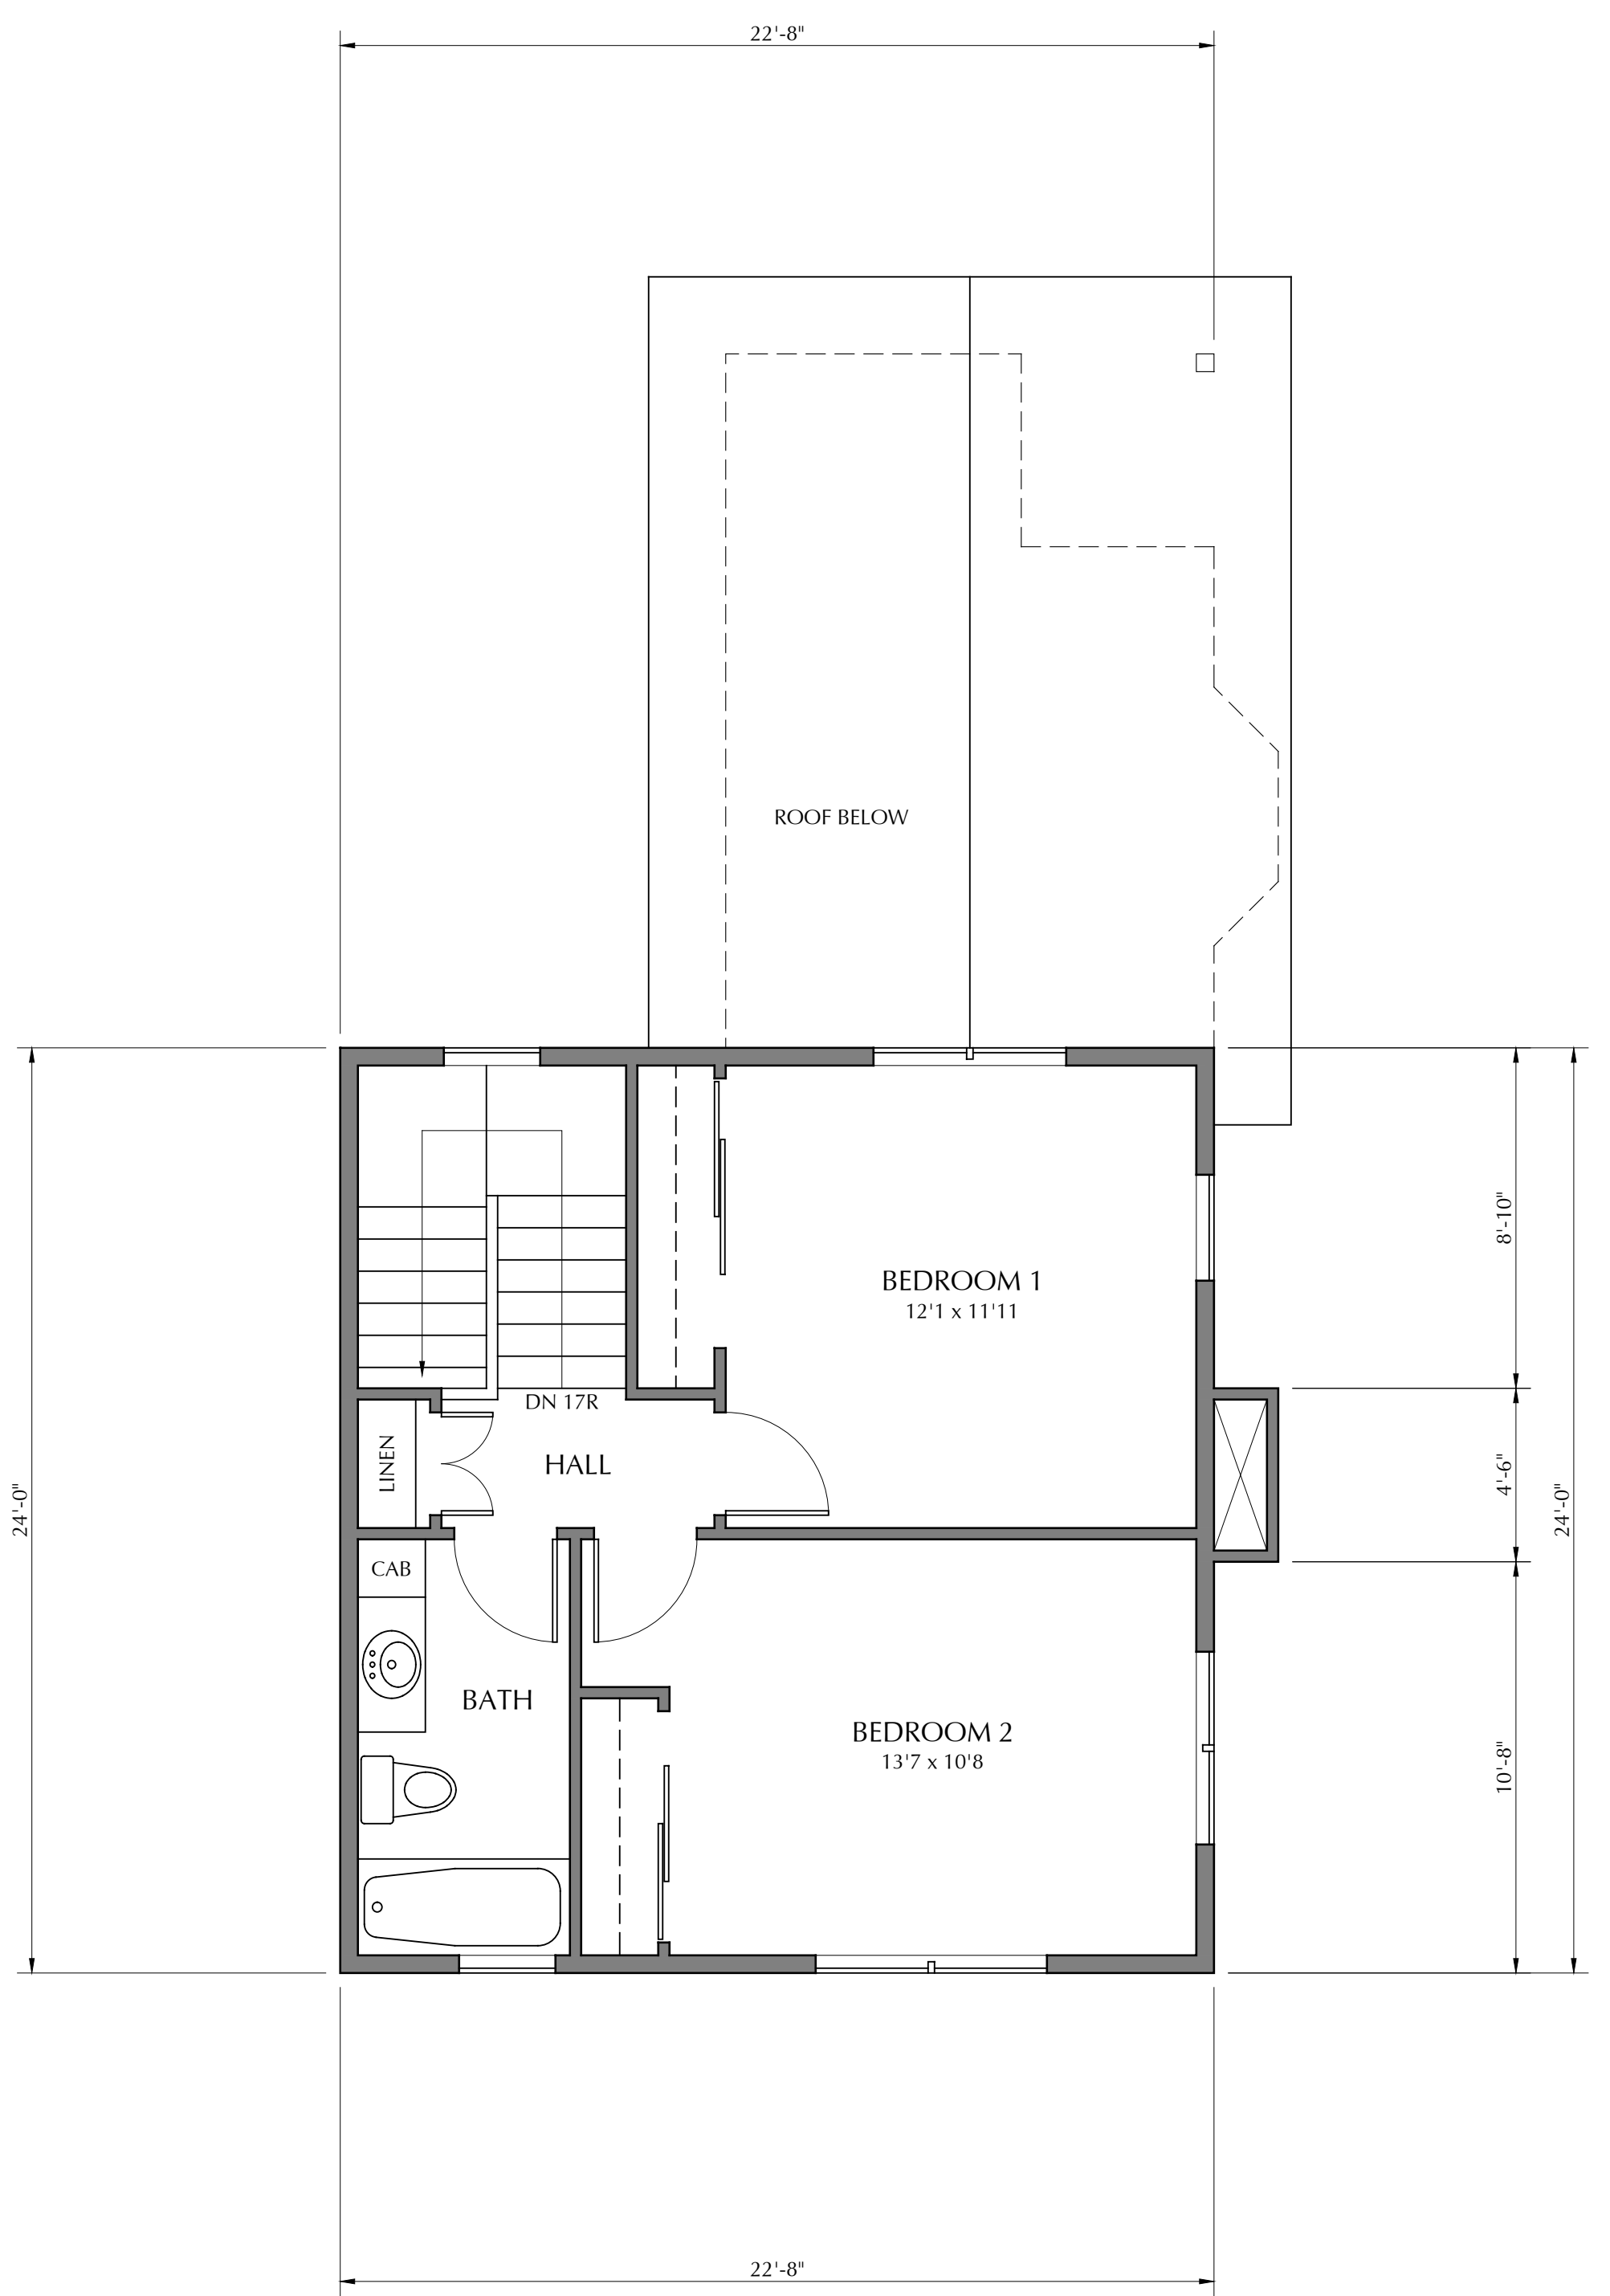 22'-8"
ROOF BELOW
8'-10"
BEDROOM 1
12'1 x 11'11
DN 17R
HALL
LINEN
4'-6"
24'-0"
24'-0"
CAB
BATH
BEDROOM 2
13'7 x 10'8
10'-8"
22'-8"